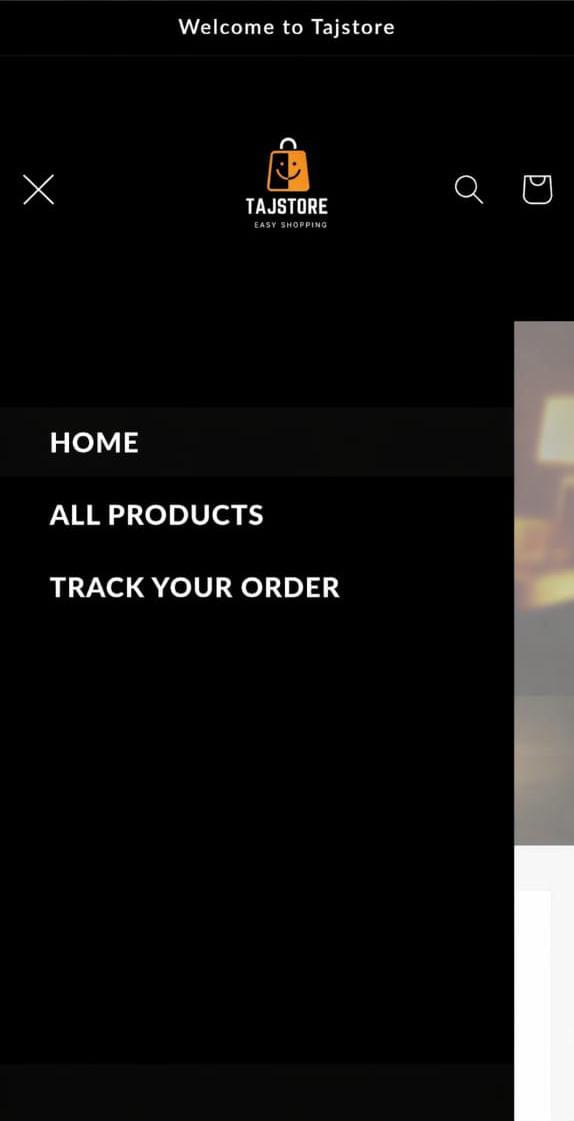 Welcome to Tajstore
TAJSTORE
EASY SHOPPING
HOME
ALL PRODUCTS
TRACK YOUR ORDER